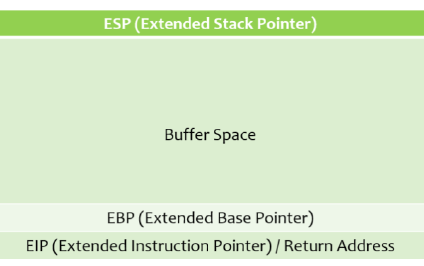 ESP (Extended Stack Pointer)
Buffer Space
EBP (Extended Base Pointer)
EIP (Extended Instruction Pointer) / Return Address